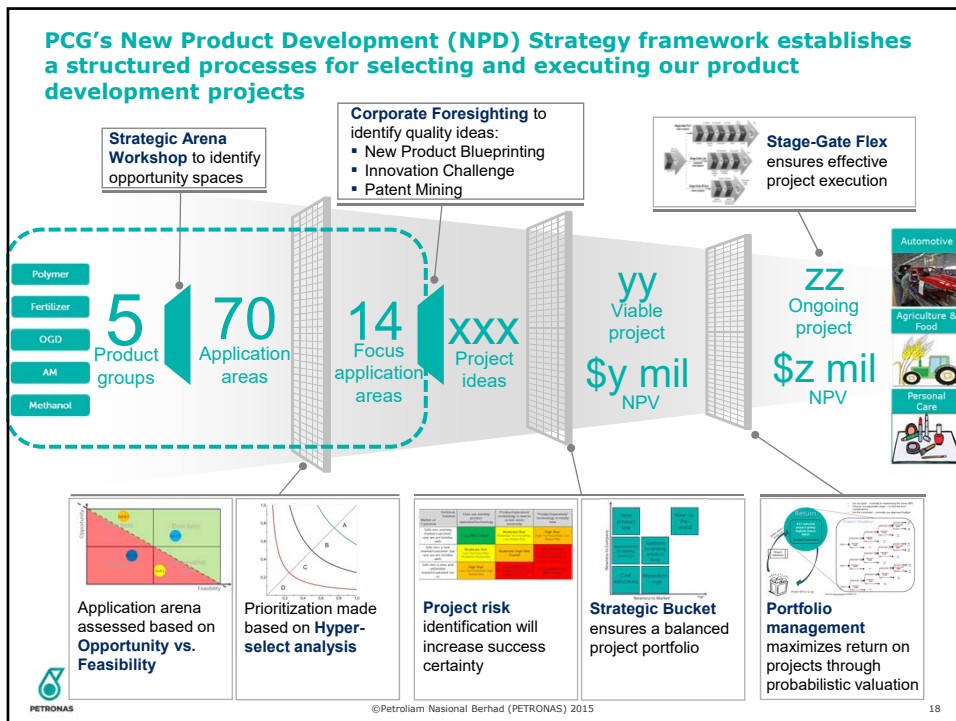 PCG's New Product Development (NPD) Strategy framework establishes
a structured processes for selecting and executing our product
development projects
Strategic Arena
Workshop to identify
opportunity spaces
Corporate Foresighting to
identify quality ideas:
▪ New Product Blueprinting
▪ Innovation Challenge
▪ Patent Mining
Stage-Gate Flex
ensures effective
project execution
Polymer
Fertilizer
OGD
AM
Methanol
5
Product
groups
70
Application
areas
14
Focus
application
areas
xxx
Project
ideas
yy
Viable
project
$y mil
NPV
zz
Ongoing
project
$z mil
NPV
Automotive
Agriculture &
Food
Personal
Care
Opportunity
Feasibility
Application arena
assessed based on
Opportunity vs.
Feasibility
A
B
C
D
Prioritization made
based on Hyper-
select analysis
Project risk
identification will
increase success
certainty
Strategic Bucket
ensures a balanced
project portfolio
Return
Portfolio
management
maximizes return on
projects through
probabilistic valuation
PETRONAS
©Petroliam Nasional Berhad (PETRONAS) 2015
18